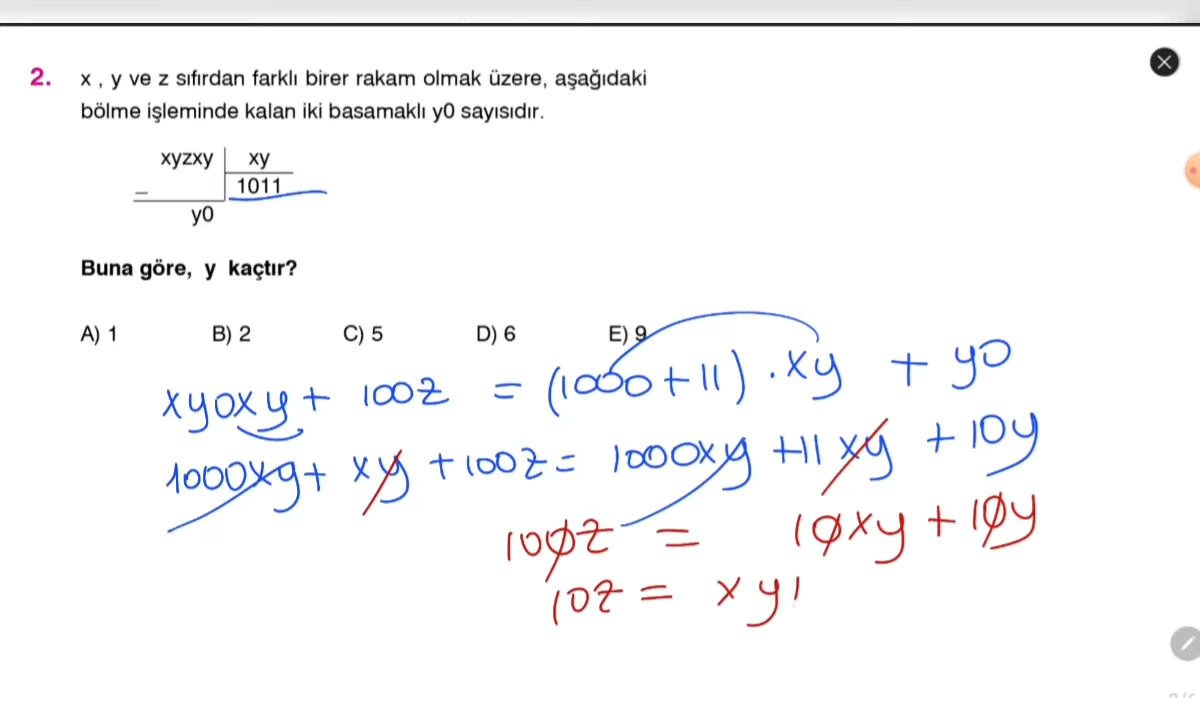 2. x , y ve z sıfırdan farklı birer rakam olmak üzere, aşağıdaki
bölme işleminde kalan iki basamaklı y0 sayısıdır.
xyzxy xy
1011
–
y0
Buna göre, y kaçtır?
A) 1 B) 2 C) 5 D) 6 E) 9
xy0xy + 100z = (1000+11) . xy + y0
1000xy + xy + 100z = 1000xy + 11 xy + 10y
100z = 10xy + 10y
10z = xy